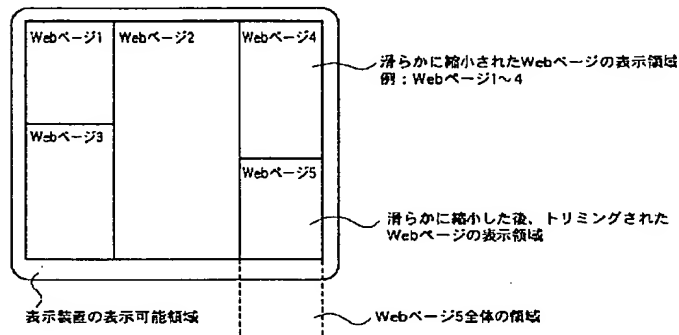 Webページ1
Webページ2
Webページ4
Webページ3
Webページ5
滑らかに縮小されたWebページの表示領域
例：Webページ1～4
滑らかに縮小した後、トリミングされた
Webページの表示領域
表示装置の表示可能領域
Webページ5全体の領域